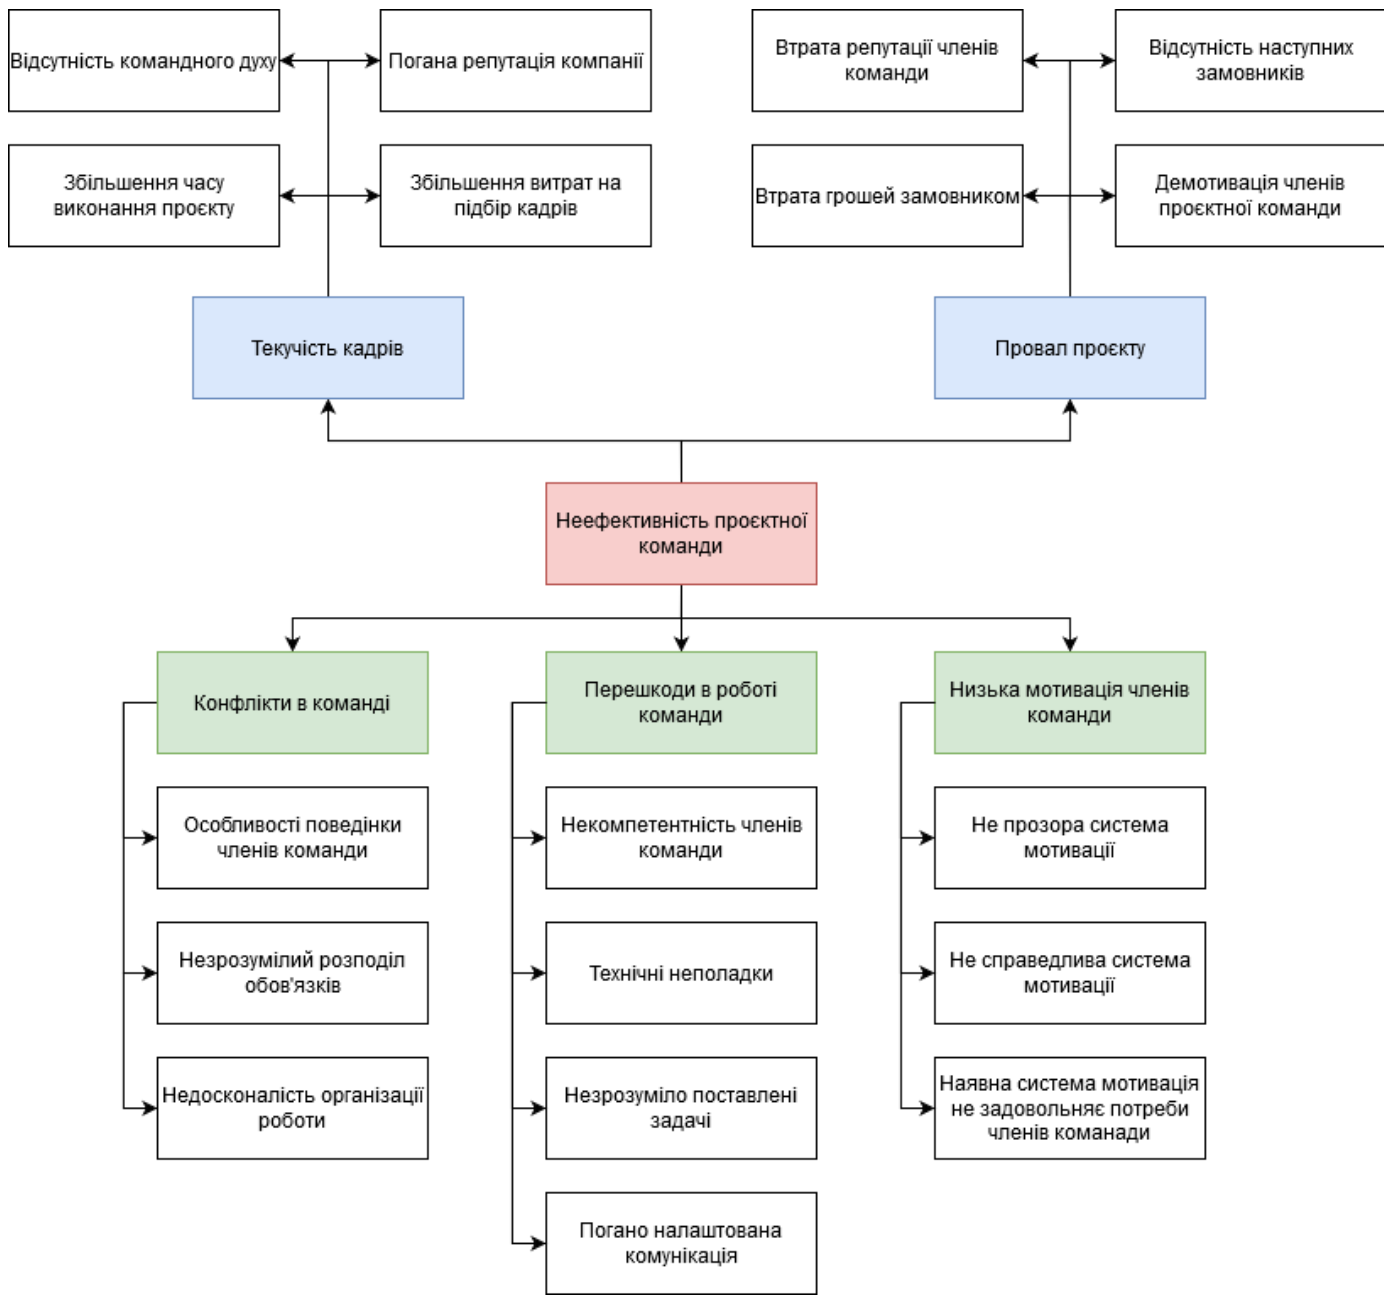 Відсутність командного духу
Погана репутація компанії
Втрата репутації членів
команди
Відсутність наступних
замовників
Збільшення часу
виконання проєкту
Збільшення витрат на
підбір кадрів
Втрата грошей замовником
Демотивація членів
проєктної команди
Текучість кадрів
Провал проєкту
Неефективність проєктної
команди
Конфлікти в команді
Перешкоди в роботі
команди
Низька мотивація членів
команди
Особливості поведінки
членів команди
Некомпетентність членів
команди
Не прозора система
мотивації
Незрозумілий розподіл
обов'язків
Технічні неполадки
Не справедлива система
мотивації
Недосконалість організації
роботи
Незрозуміло поставлені
задачі
Наявна система мотивація
не задовольняє потреби
членів команади
Погано налаштована
комунікація